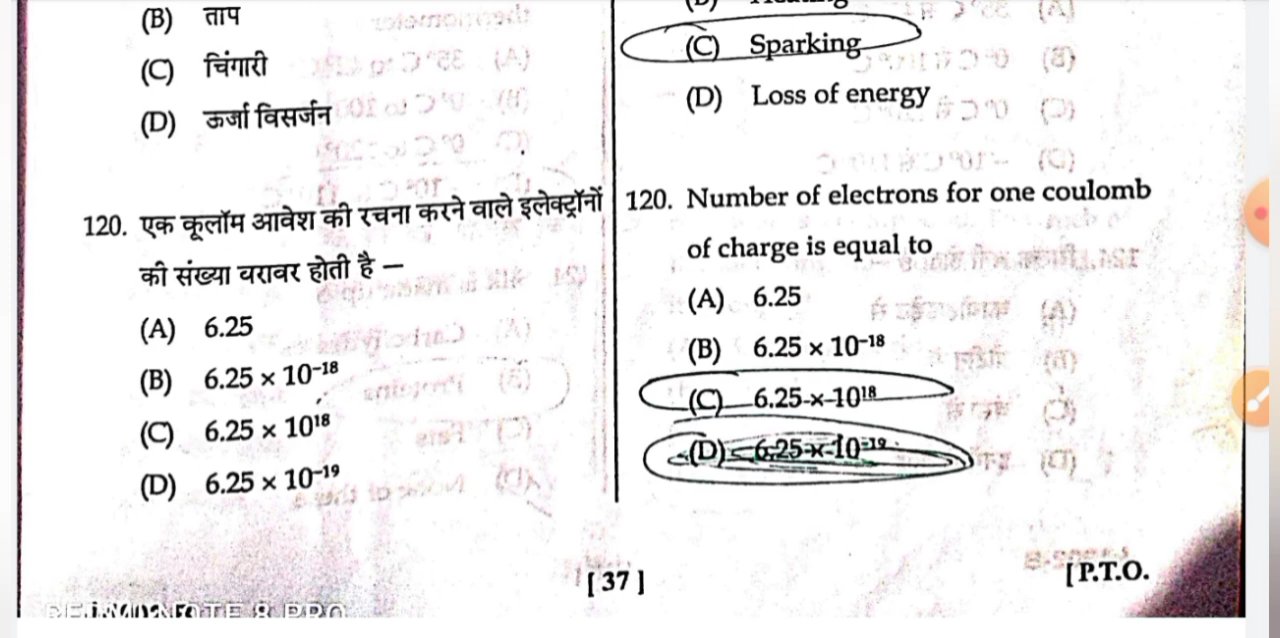 (B) ताप
(C) चिंगारी
(D) ऊर्जा विसर्जन
120. एक कूलॉम आवेश की रचना करने वाले इलेक्ट्रॉनों
की संख्या बराबर होती है –
(A) 6.25
(B) 6.25 × 10⁻¹⁸
(C) 6.25 × 10¹⁸
(D) 6.25 × 10⁻¹⁹
(C) Sparking
(D) Loss of energy
120. Number of electrons for one coulomb
of charge is equal to
(A) 6.25
(B) 6.25 × 10⁻¹⁸
(C) 6.25 × 10¹⁸
(D) 6.25 × 10⁻¹⁹
[ 37 ]
[P.T.O.